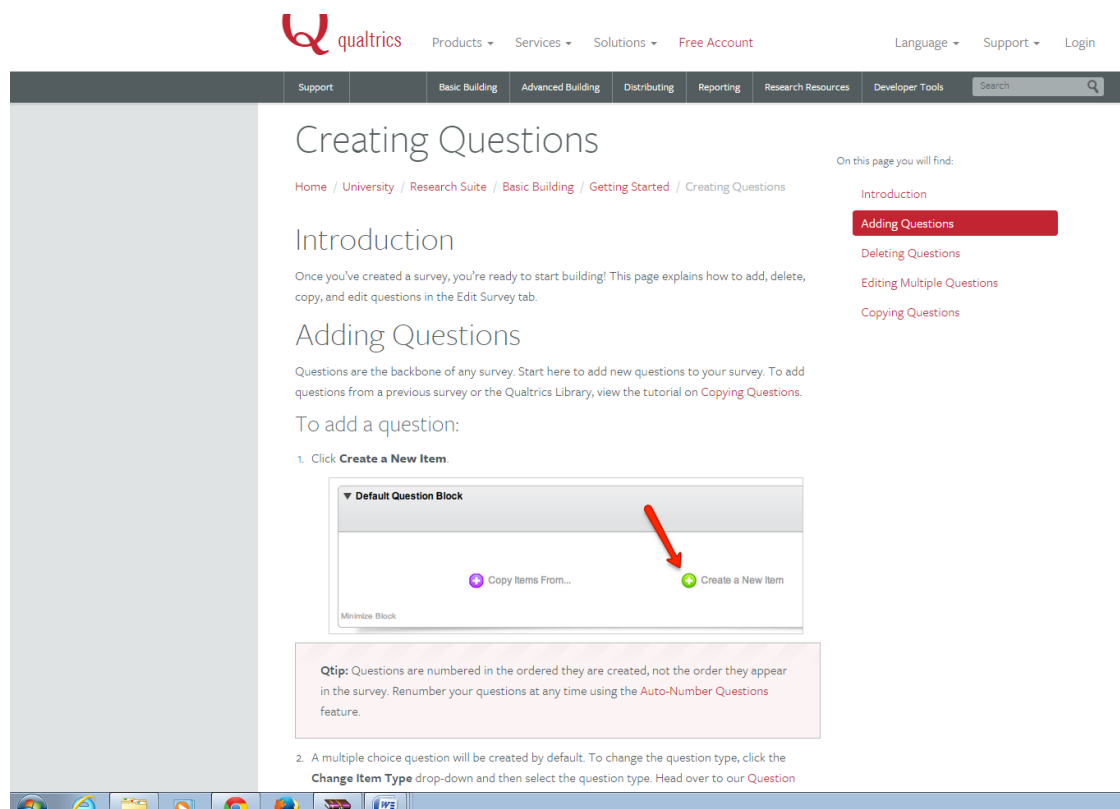 qualtrics Products Services Solutions Free Account Language Support Login
Support Basic Building Advanced Building Distributing Reporting Research Resources Developer Tools Search
Creating Questions
On this page you will find:
Home / University / Research Suite / Basic Building / Getting Started / Creating Questions
Introduction
Adding Questions
Deleting Questions
Editing Multiple Questions
Copying Questions
Introduction
Once you've created a survey, you're ready to start building! This page explains how to add, delete,
copy, and edit questions in the Edit Survey tab.
Adding Questions
Questions are the backbone of any survey. Start here to add new questions to your survey. To add
questions from a previous survey or the Qualtrics Library, view the tutorial on Copying Questions.
To add a question:
1. Click Create a New Item.
Default Question Block
Copy Items From... Create a New Item
Minimize Block
Qtip: Questions are numbered in the ordered they are created, not the order they appear
in the survey. Renumber your questions at any time using the Auto-Number Questions
feature.
2. A multiple choice question will be created by default. To change the question type, click the
Change Item Type drop-down and then select the question type. Head over to our Question